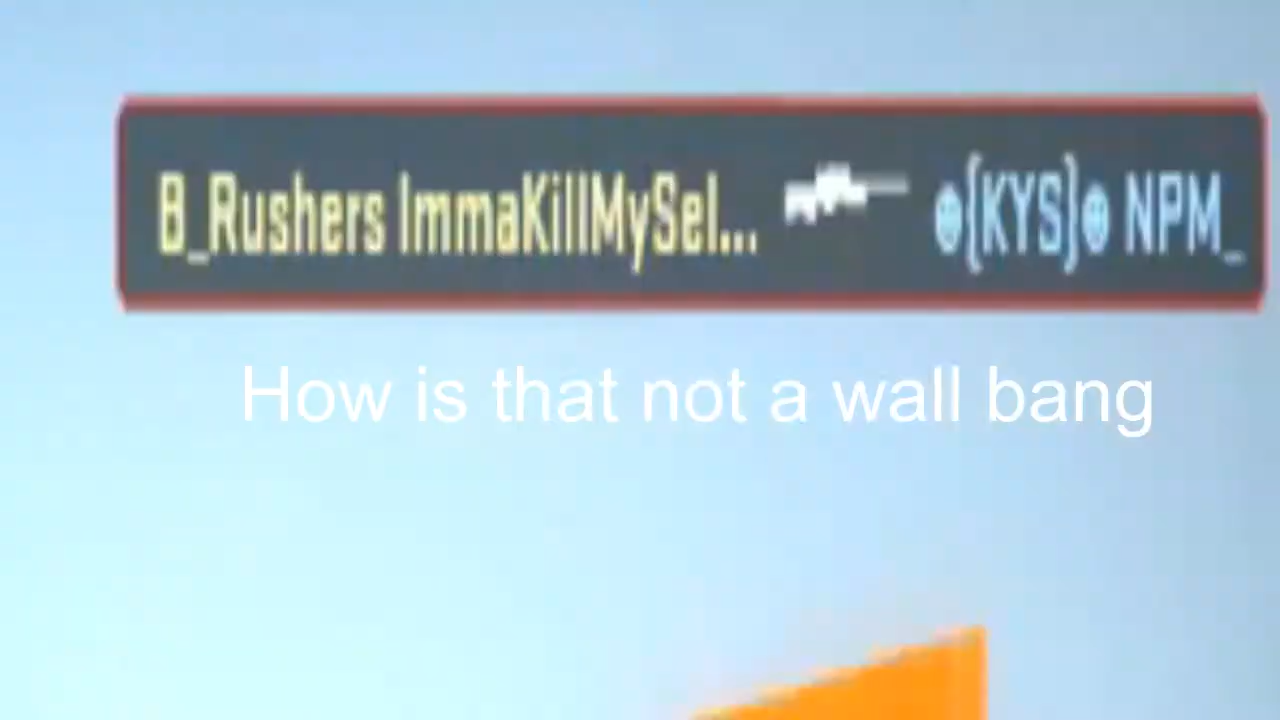 B_Rushers ImmaKillMySel... ☻{KYS}☻ NPM_
How is that not a wall bang